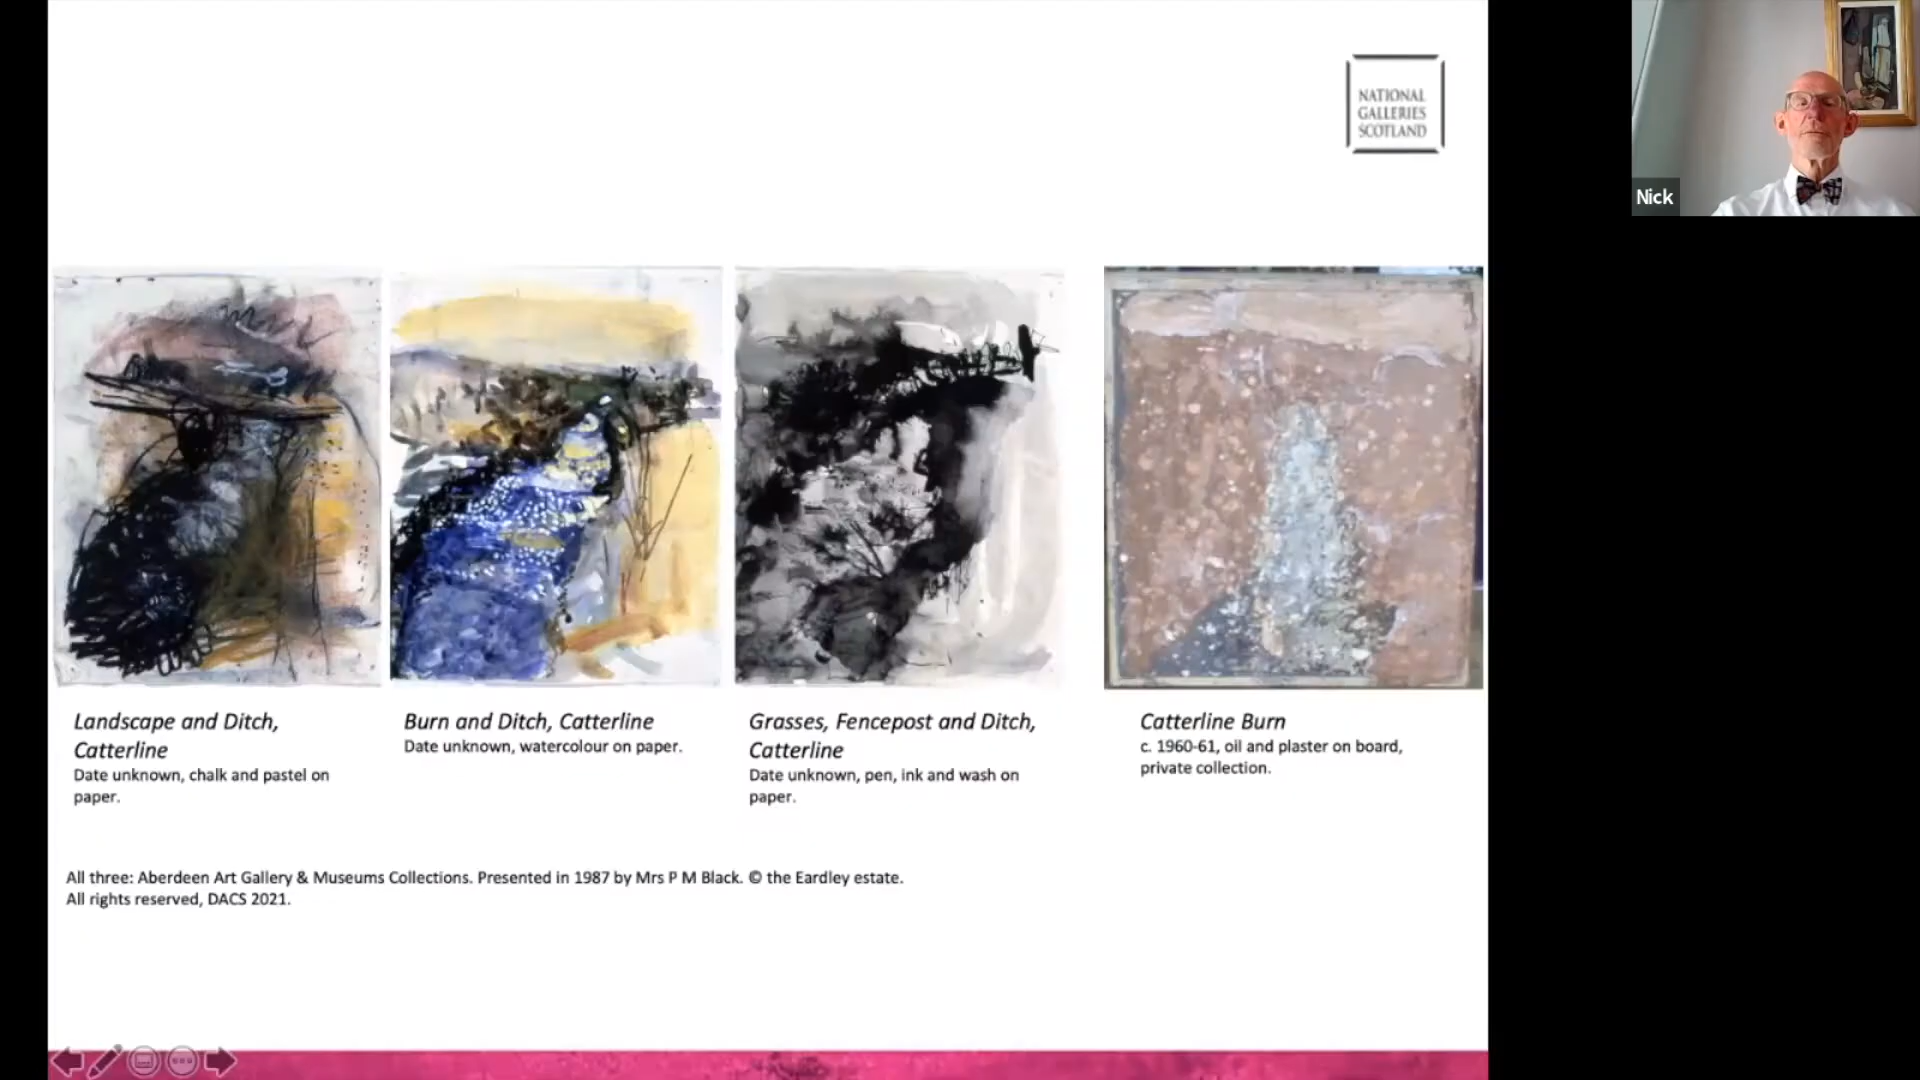 NATIONAL
GALLERIES
SCOTLAND
Nick
Landscape and Ditch,
Catterline
Date unknown, chalk and pastel on
paper.
Burn and Ditch, Catterline
Date unknown, watercolour on paper.
Grasses, Fencepost and Ditch,
Catterline
Date unknown, pen, ink and wash on
paper.
Catterline Burn
c. 1960-61, oil and plaster on board,
private collection.
All three: Aberdeen Art Gallery & Museums Collections. Presented in 1987 by Mrs P M Black. © the Eardley estate.
All rights reserved, DACS 2021.